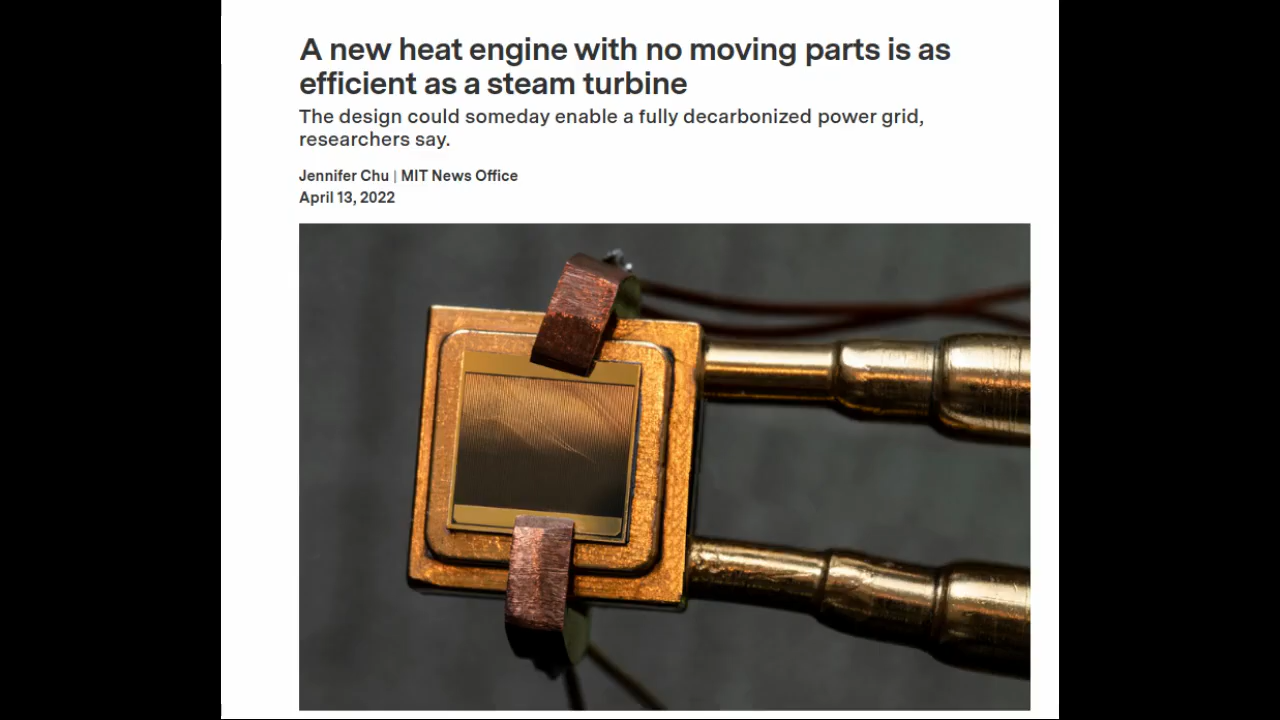 A new heat engine with no moving parts is as
efficient as a steam turbine
The design could someday enable a fully decarbonized power grid,
researchers say.
Jennifer Chu | MIT News Office
April 13, 2022